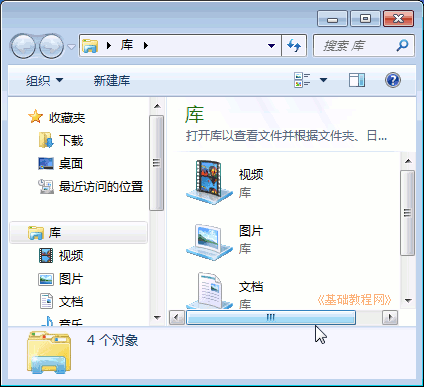 库
搜索 库
组织
新建库
收藏夹
下载
桌面
最近访问的位置
库
视频
图片
文档
音乐
库
打开库以查看文件并根据文件夹、日...
视频
库
图片
库
文档
库
《基础教程网》
4 个对象